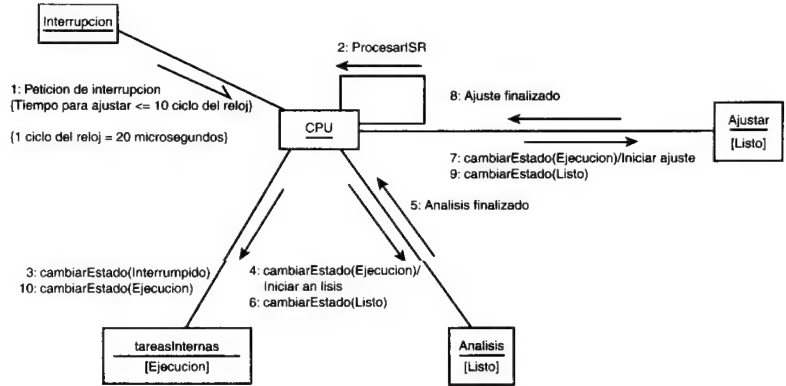 Interrupcion
2: ProcesarISR
1: Peticion de interrupcion
{Tiempo para ajustar <= 10 ciclo del reloj}
{1 ciclo del reloj = 20 microsegundos}
CPU
8: Ajuste finalizado
Ajustar
[Listo]
7: cambiarEstado(Ejecucion)/Iniciar ajuste
9: cambiarEstado(Listo)
5: Analisis finalizado
3: cambiarEstado(Interrumpido)
10: cambiarEstado(Ejecucion)
4: cambiarEstado(Ejecucion)/
Iniciar an lisis
6: cambiarEstado(Listo)
tareasInternas
[Ejecucion]
Analisis
[Listo]